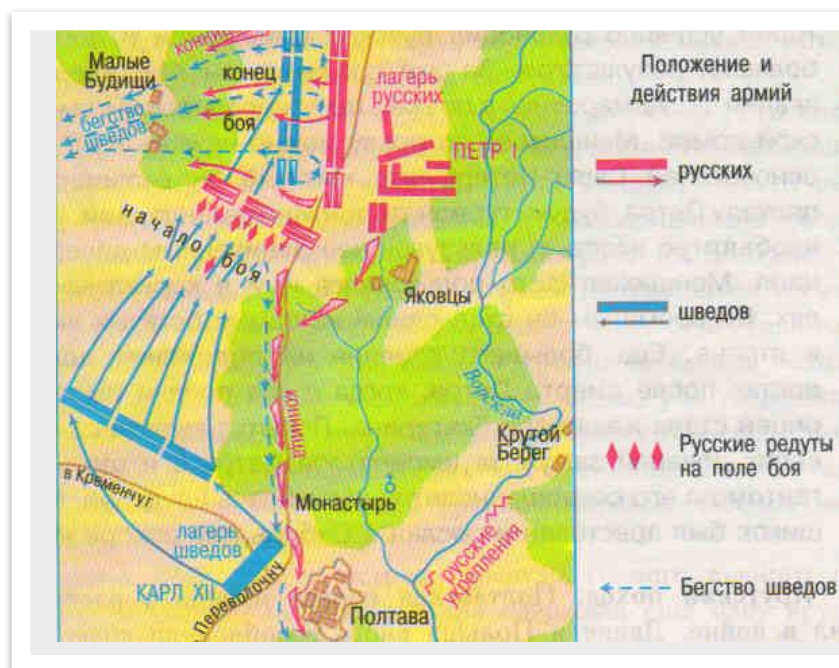 конница
Малые
Будищи
конец
боя
бегство
шведов
лагерь
русских
ПЕТР I
начало боя
Яковцы
Ворскла
Крутой
Берег
конница
Монастырь
в Кременчуг
лагерь
шведов
КАРЛ XII
Переволочку
русские
укрепления
Полтава
Положение и
действия армий
русских
шведов
Русские редуты
на поле боя
Бегство шведов